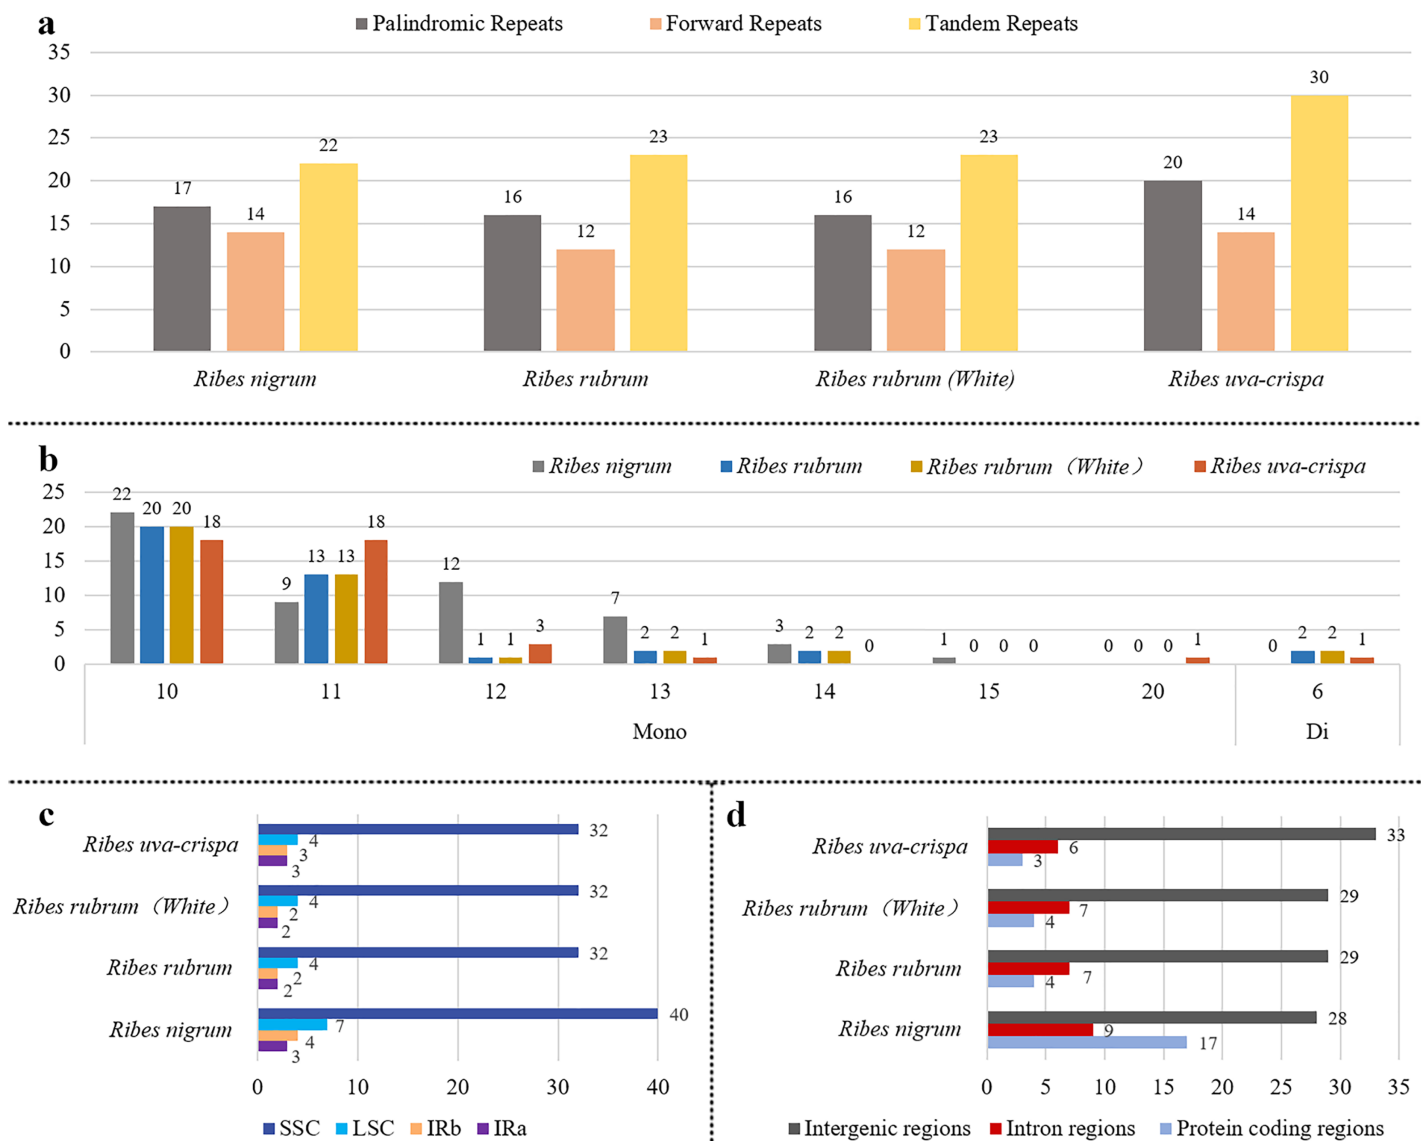 a
Palindromic Repeats Forward Repeats Tandem Repeats
35
30
25
20
15
10
5
0
17 14 22 16 12 23 16 12 23 20 14 30
Ribes nigrum Ribes rubrum Ribes rubrum (White) Ribes uva-crispa
b
Ribes nigrum Ribes rubrum Ribes rubrum（White） Ribes uva-crispa
25
20
15
10
5
0
22 20 20 18 9 13 13 18 12 1 1 3 7 2 2 1 3 2 2 0 1 0 0 0 0 0 0 1 0 2 2 1
10 11 12 13 14 15 20 6
Mono Di
c
Ribes uva-crispa 32 4 3 3
Ribes rubrum（White） 32 4 2 2
Ribes rubrum 32 4 2 2
Ribes nigrum 40 7 4 3
0 10 20 30 40
SSC LSC IRb IRa
d
Ribes uva-crispa 33 6 3
Ribes rubrum（White） 29 7 4
Ribes rubrum 29 7 4
Ribes nigrum 28 9 17
0 5 10 15 20 25 30 35
Intergenic regions Intron regions Protein coding regions